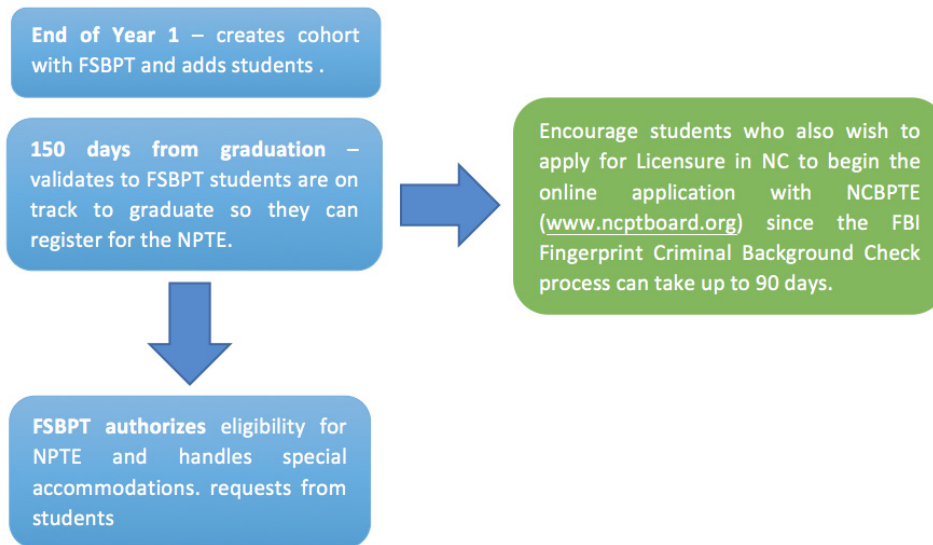 End of Year 1 – creates cohort
with FSBPT and adds students .
150 days from graduation –
validates to FSBPT students are on
track to graduate so they can
register for the NPTE.
Encourage students who also wish to
apply for Licensure in NC to begin the
online application with NCBPTE
(www.ncptboard.org) since the FBI
Fingerprint Criminal Background Check
process can take up to 90 days.
FSBPT authorizes eligibility for
NPTE and handles special
accommodations. requests from
students